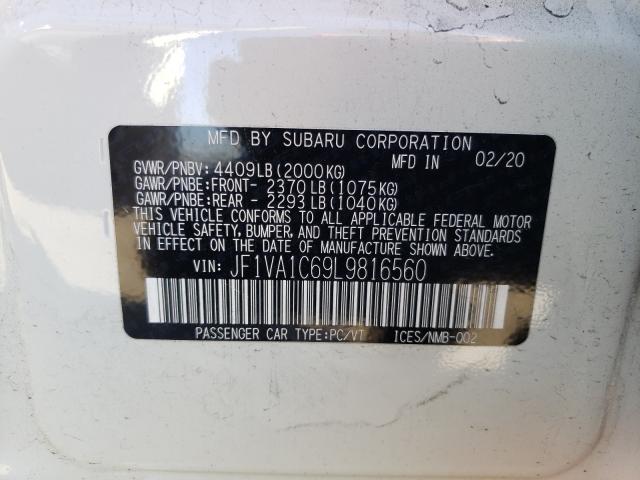 MFD BY SUBARU CORPORATION
MFD IN 02/20
GVWR/PNBV: 4409LB(2000KG)
GAWR/PNBE:FRONT- 2370LB(1075KG)
GAWR/PNBE:REAR - 2293LB(1040KG)
THIS VEHICLE CONFORMS TO ALL APPLICABLE FEDERAL MOTOR
VEHICLE SAFETY, BUMPER, AND THEFT PREVENTION STANDARDS
IN EFFECT ON THE DATE OF MANUFACTURE SHOWN ABOVE.
VIN: JF1VA1C69L9816560
PASSENGER CAR TYPE:PC/VT ICES/NMB-002